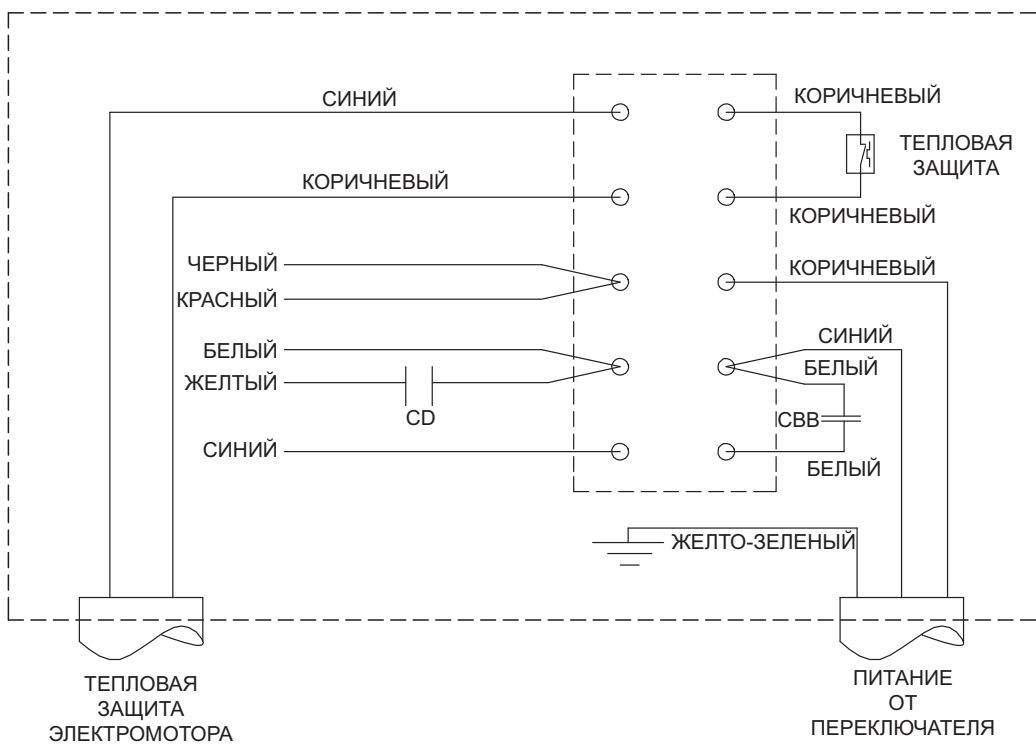 СИНИЙ
КОРИЧНЕВЫЙ
ТЕПЛОВАЯ
ЗАЩИТА
КОРИЧНЕВЫЙ
КОРИЧНЕВЫЙ
ЧЕРНЫЙ
КОРИЧНЕВЫЙ
КРАСНЫЙ
СИНИЙ
БЕЛЫЙ
БЕЛЫЙ
ЖЕЛТЫЙ
CD
CBB
СИНИЙ
БЕЛЫЙ
ЖЕЛТО-ЗЕЛЕНЫЙ
ТЕПЛОВАЯ
ЗАЩИТА
ЭЛЕКТРОМОТОРА
ПИТАНИЕ
ОТ
ПЕРЕКЛЮЧАТЕЛЯ